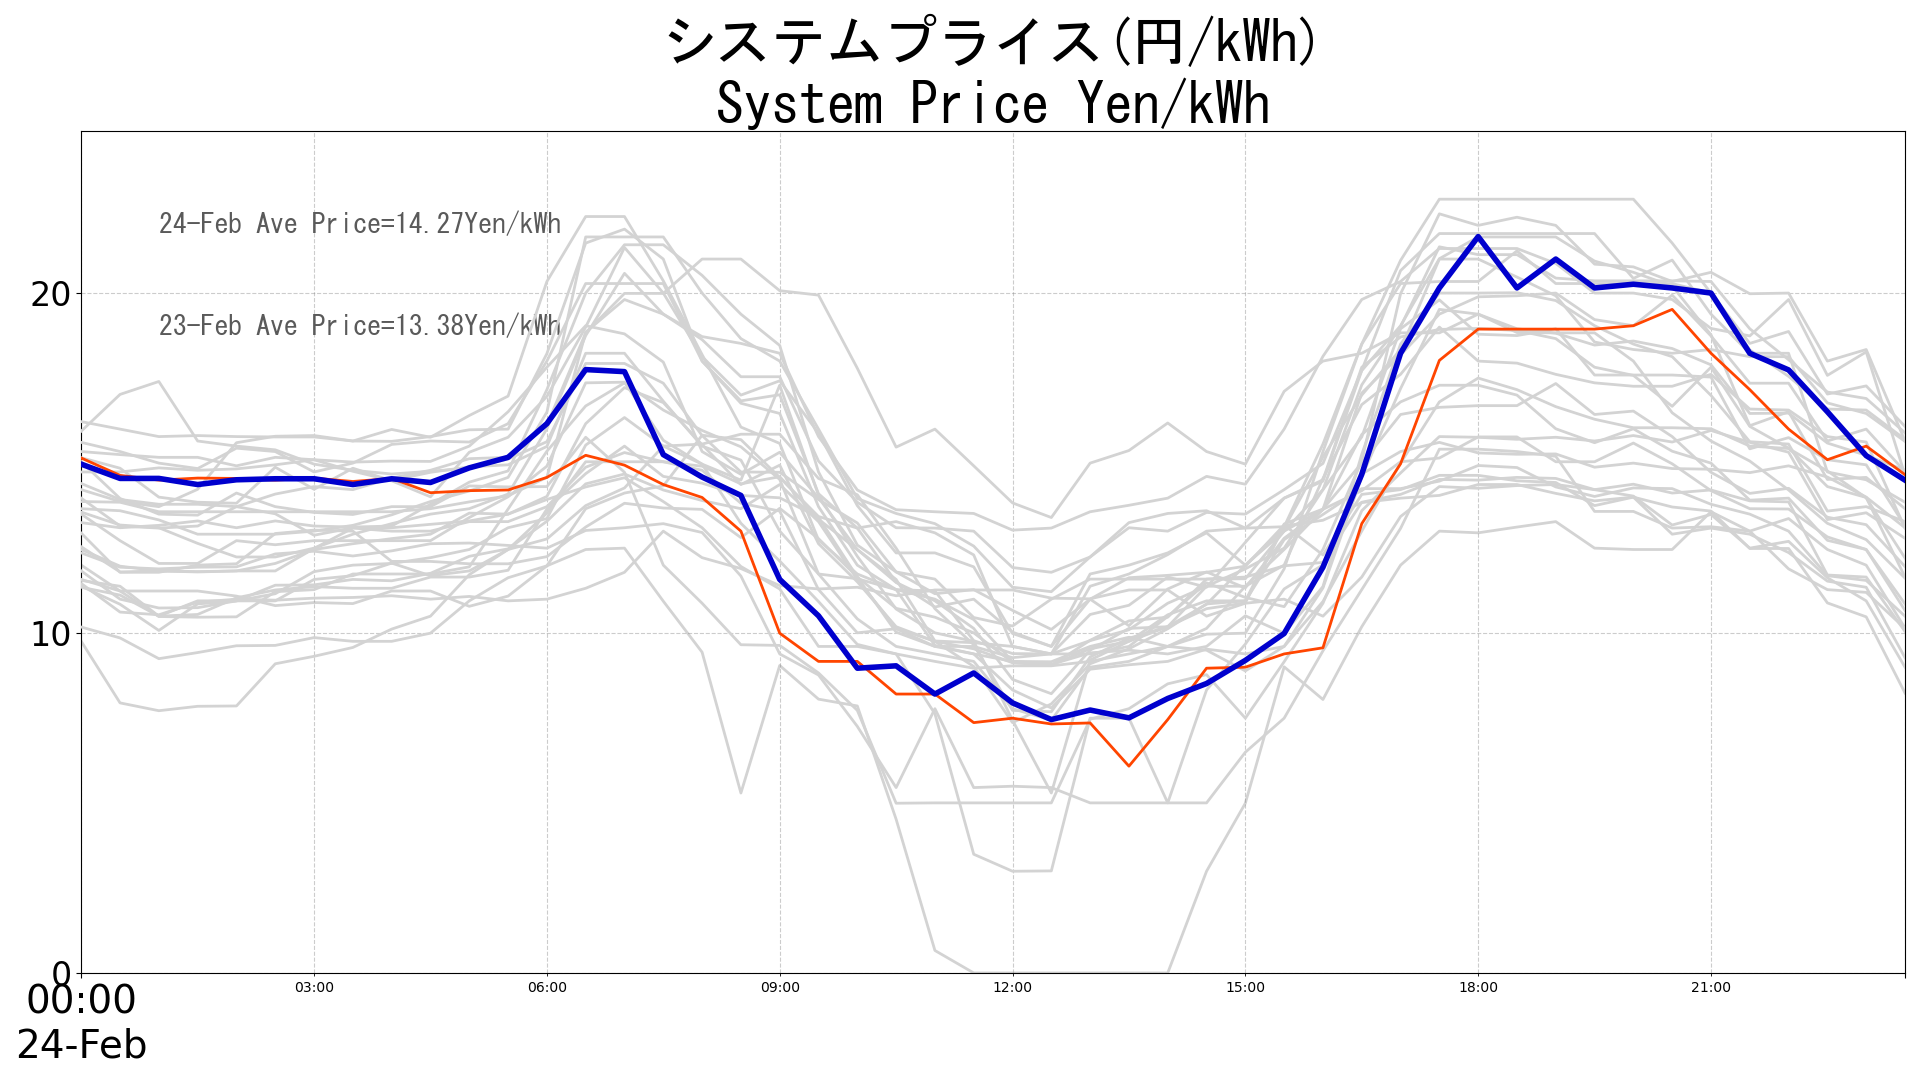 システムプライス(円/kWh)
System Price Yen/kWh
24-Feb Ave Price=14.27Yen/kWh
23-Feb Ave Price=13.38Yen/kWh
20
10
0
00:00
03:00
06:00
09:00
12:00
15:00
18:00
21:00
24-Feb